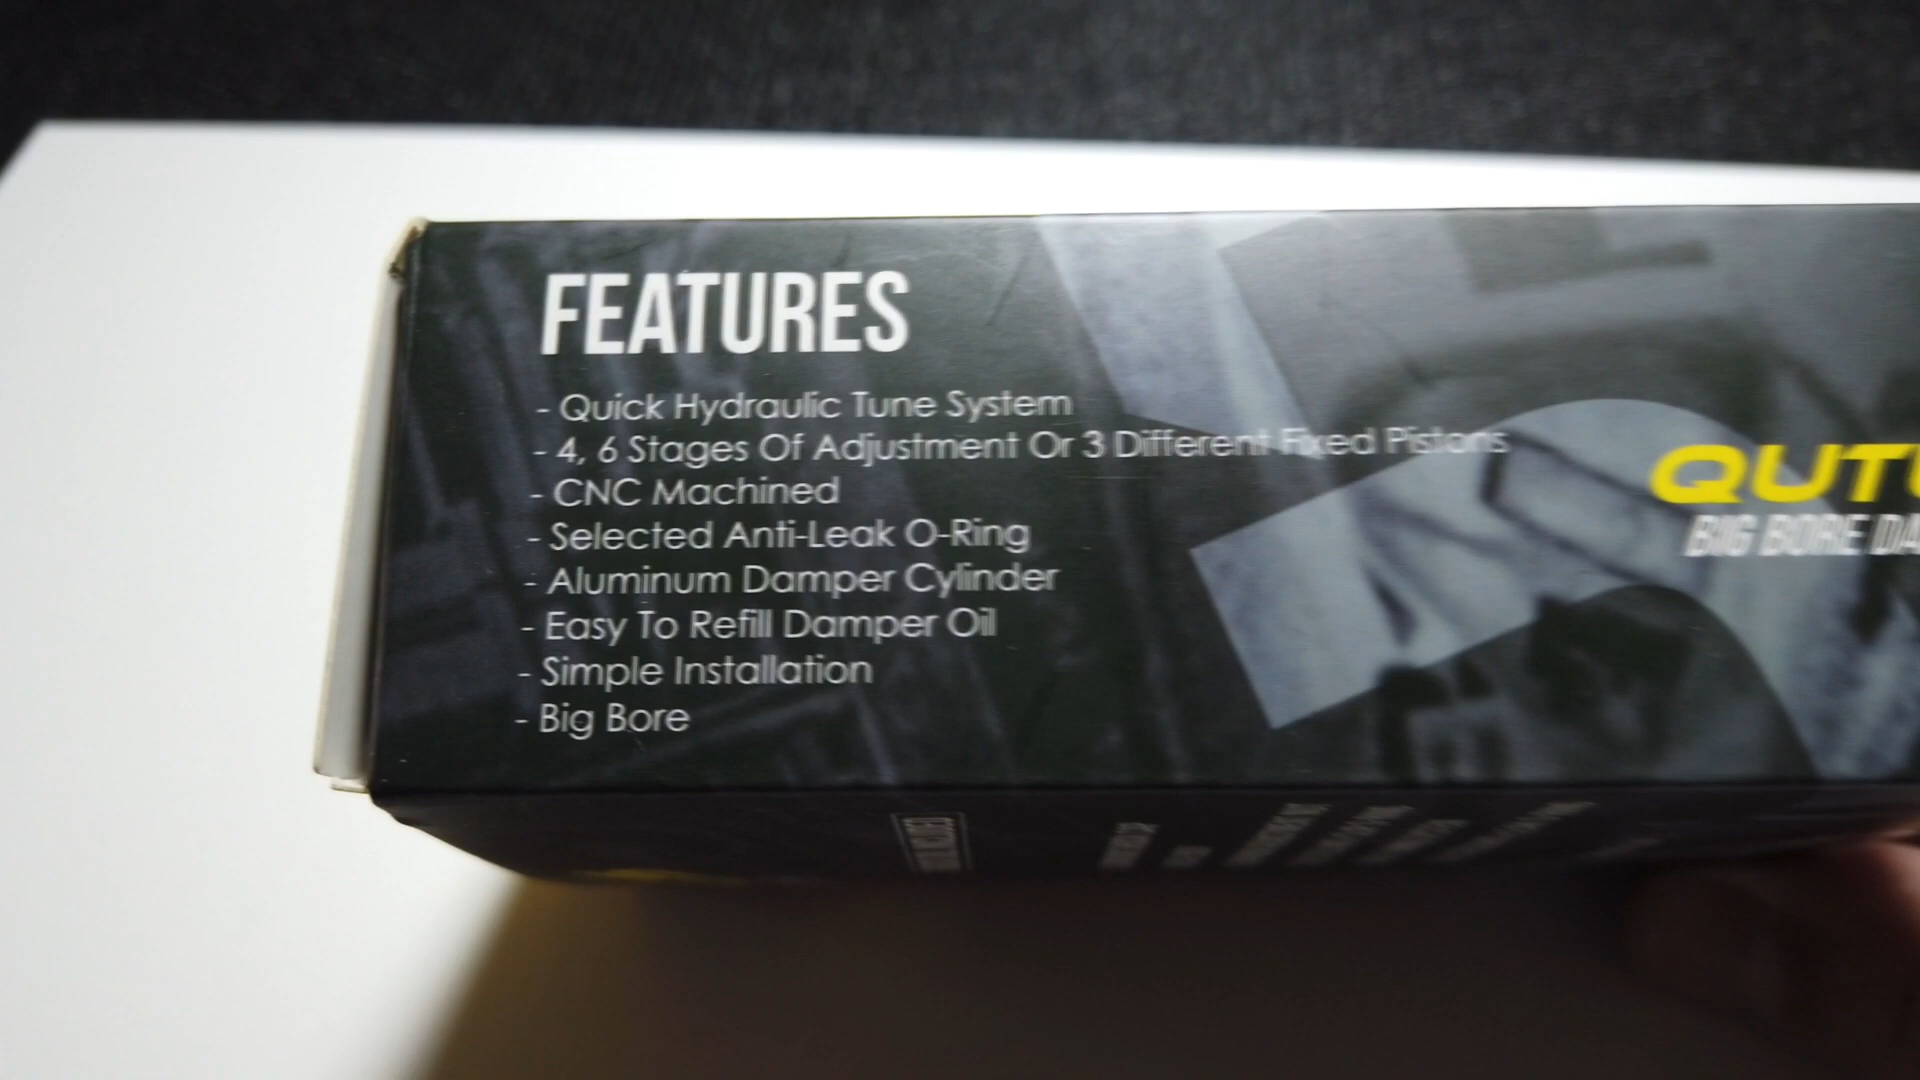 FEATURES
- Quick Hydraulic Tune System
- 4, 6 Stages Of Adjustment Or 3 Different Fixed Pistons
- CNC Machined
- Selected Anti-Leak O-Ring
- Aluminum Damper Cylinder
- Easy To Refill Damper Oil
- Simple Installation
- Big Bore
BIG BORE